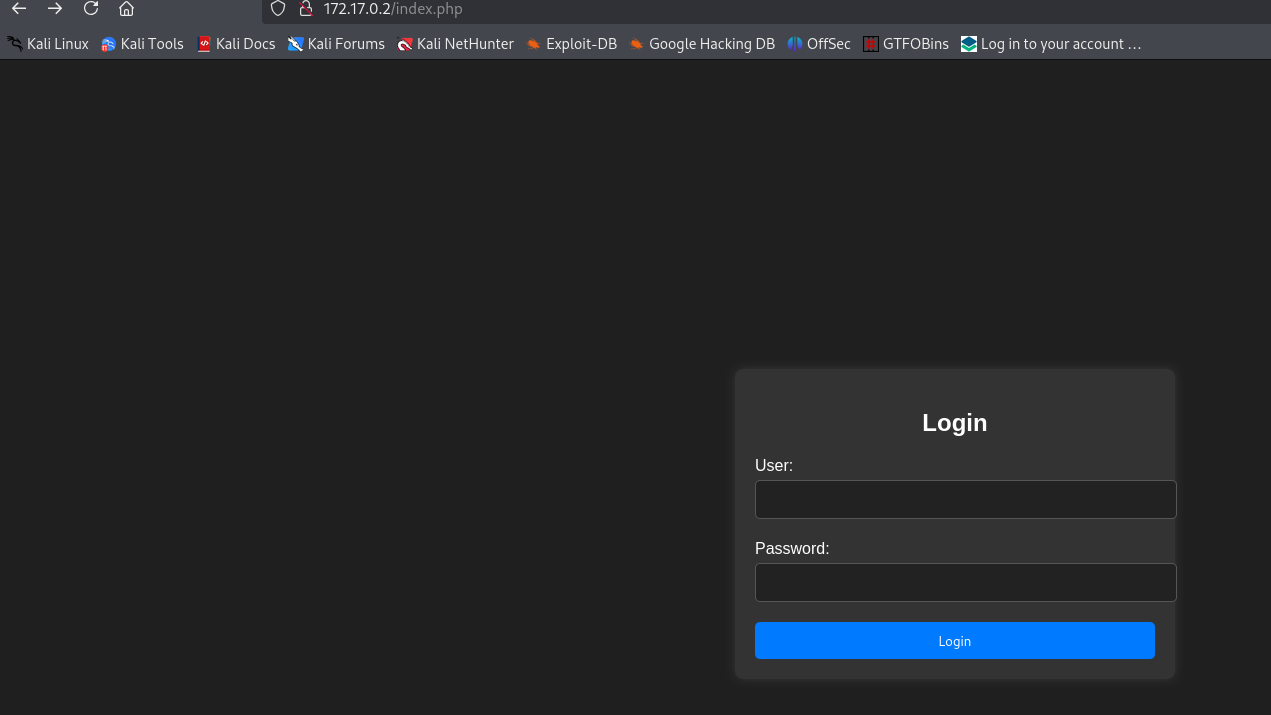 172.17.0.2/index.php
Kali Linux Kali Tools Kali Docs Kali Forums Kali NetHunter Exploit-DB Google Hacking DB OffSec GTFOBins Log in to your account …
Login
User:
Password:
Login